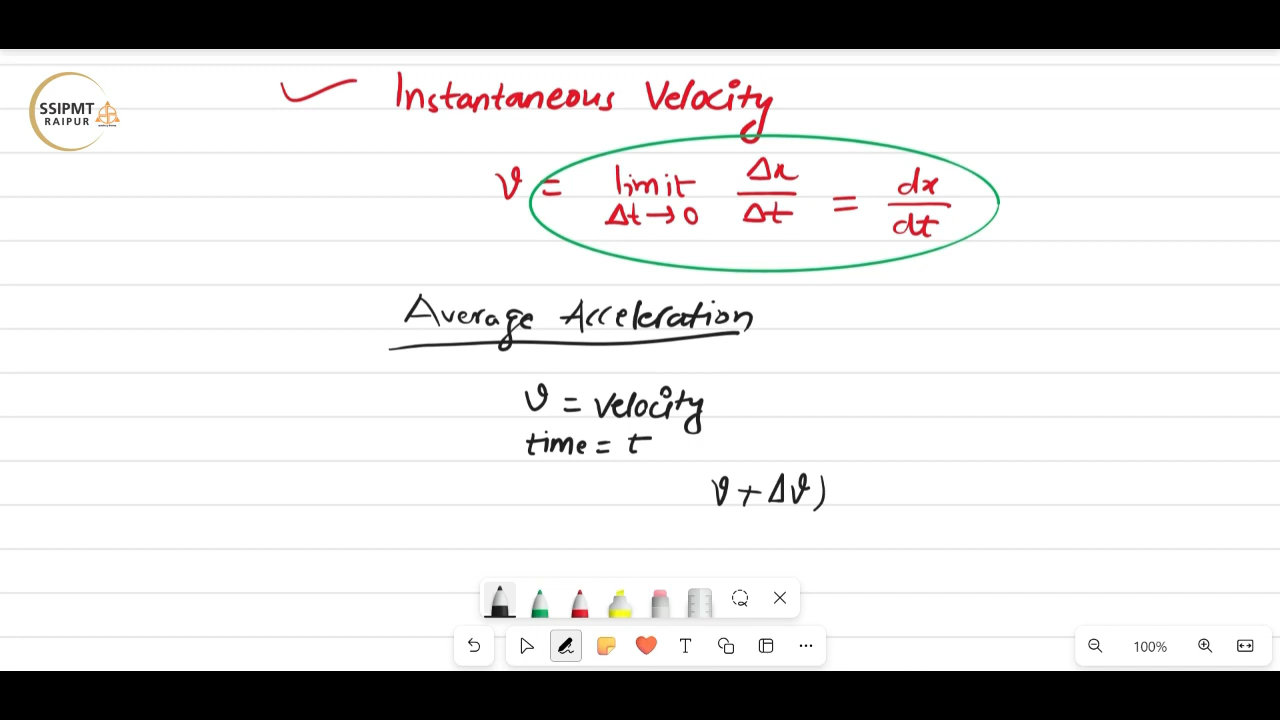 SSIPMT
RAIPUR
✓ Instantaneous Velocity
v = limit Δt→0 Δx/Δt = dx/dt
Average Acceleration
v = velocity
time = t
v + Δv)
T
100%